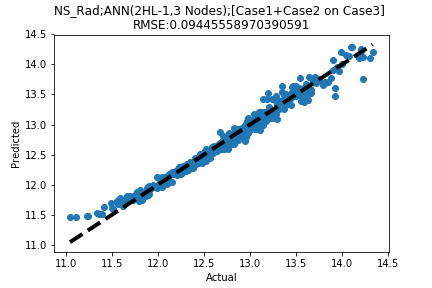 NS_Rad;ANN(2HL-1,3 Nodes);[Case1+Case2 on Case3]
RMSE:0.09445558970390591
14.5
14.0
13.5
13.0
12.5
12.0
11.5
11.0
Predicted
11.0 11.5 12.0 12.5 13.0 13.5 14.0 14.5
Actual